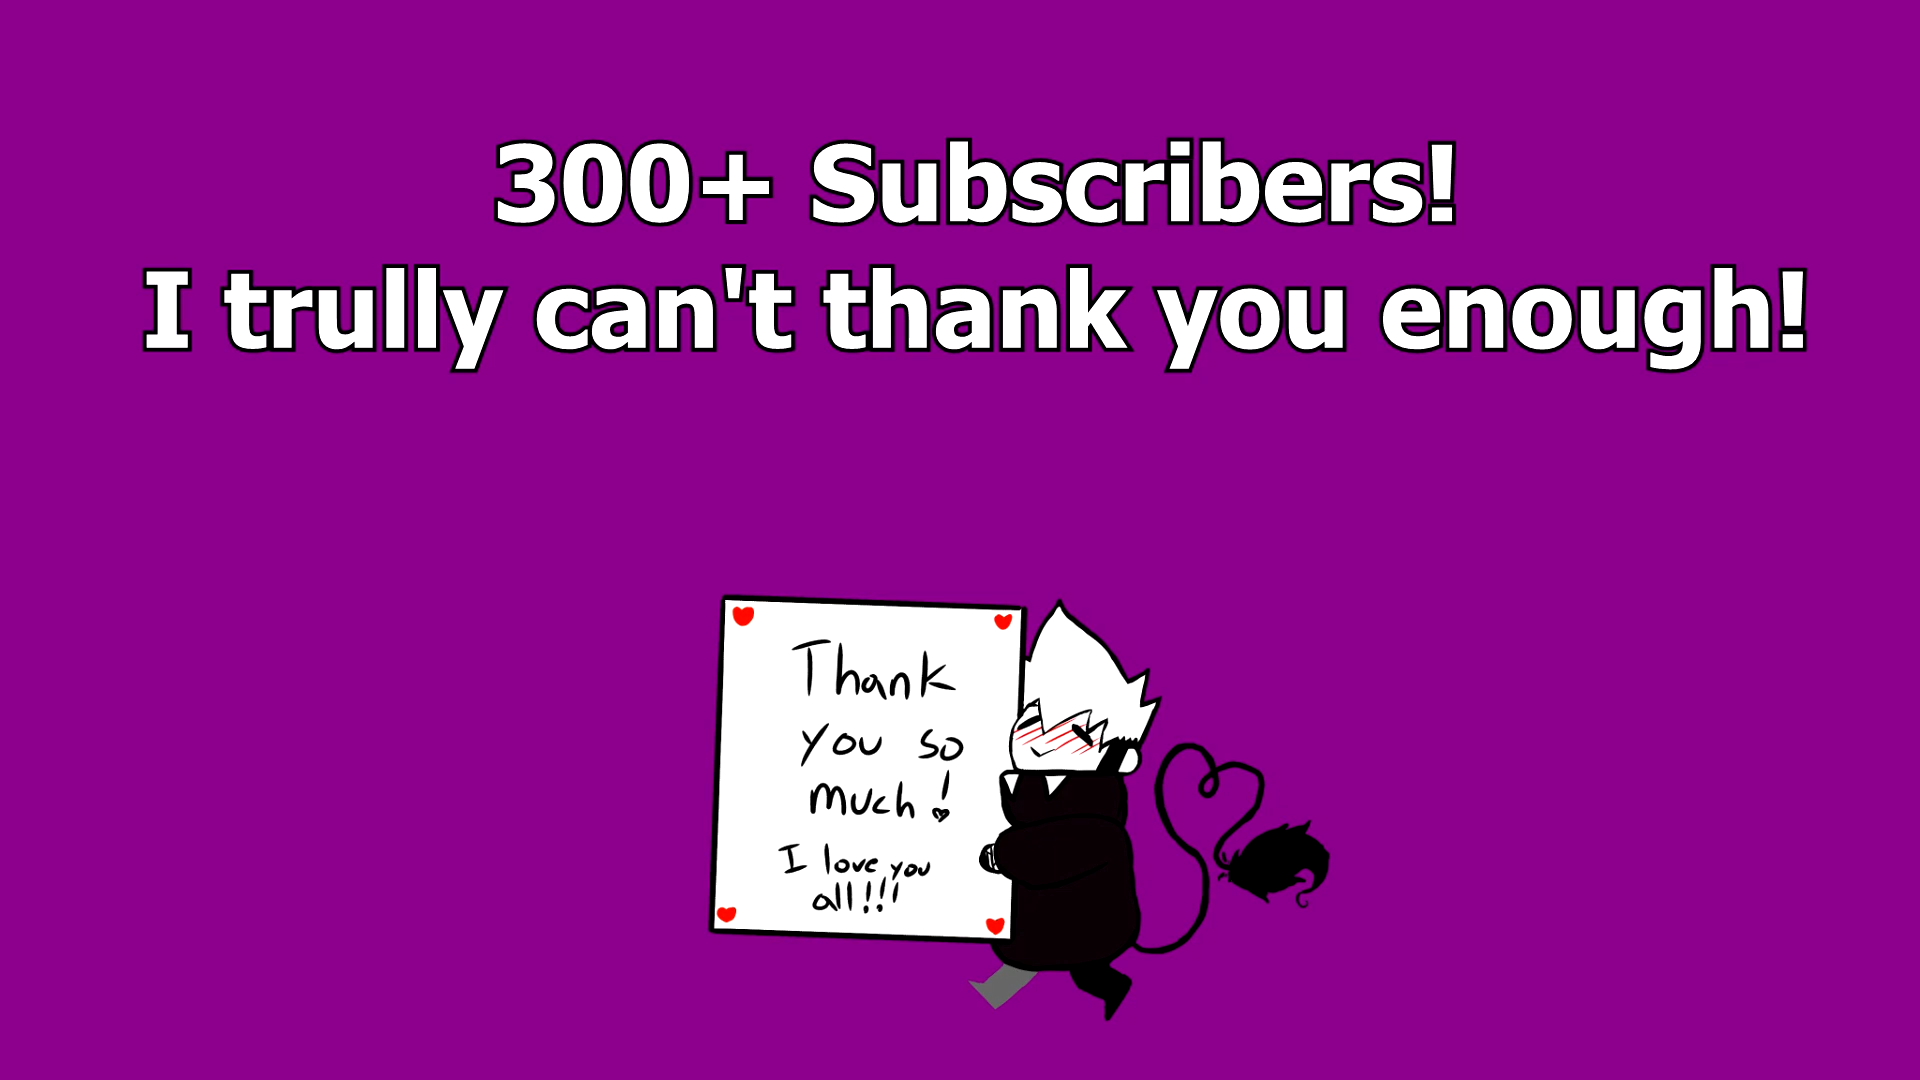 300+ Subscribers!
I trully can't thank you enough!
Thank
you so
much!
I love you
all!!!